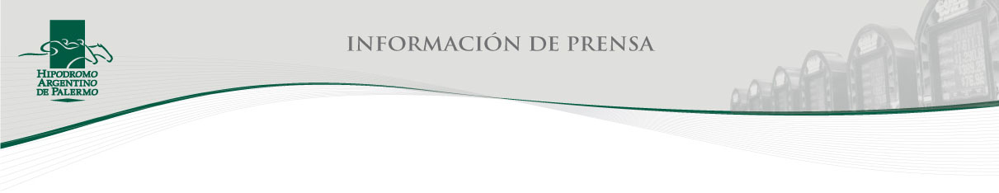 INFORMACIÓN DE PRENSA
HIPODROMO
ARGENTINO
DE PALERMO